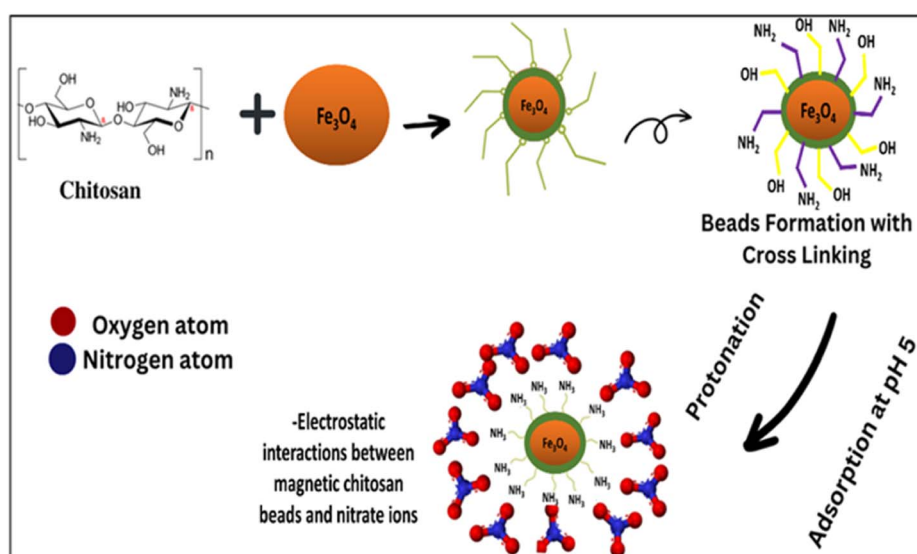 OH
NH2
HO
O
O
HO
NH2
O
O
OH
n
Chitosan
+
Fe3O4
Fe3O4
NH2
OH
NH2
OH
OH
NH2
NH2
Fe3O4
NH2
OH
OH
NH2
NH2
OH
Beads Formation with
Cross Linking
Oxygen atom
Nitrogen atom
Protonation
Adsorption at pH 5
-Electrostatic
interactions between
magnetic chitosan
beads and nitrate ions
NH3
NH3
NH3
NH3
NH3
NH3
Fe3O4
NH3
NH3
NH3
NH3
NH3
NH3
NH3